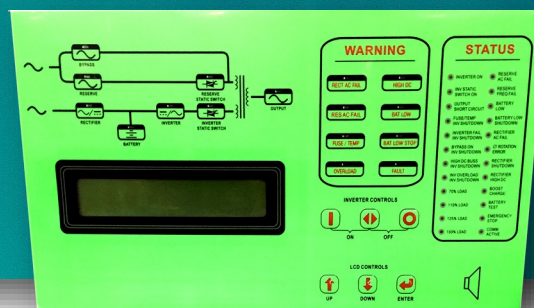 BYPASS
RESERVE
RESERVE
STATIC SWITCH
OUTPUT
RECTIFIER
BATTERY
INVERTER
INVERTER
STATIC SWITCH
WARNING
RECT AC FAIL
HIGH DC
RES AC FAIL
BAT LOW
FUSE / TEMP
BAT LOW STOP
OVERLOAD
FAULT
INVERTER CONTROLS
ON
OFF
LCD CONTROLS
UP
DOWN
ENTER
STATUS
INVERTER ON
RESERVE
AC FAIL
INV STATIC
SWITCH ON
RESERVE
FREQ FAIL
OUTPUT
SHORT CIRCUIT
BATTERY
LOW
FUSE/TEMP
INV SHUTDOWN
BATTERY LOW
SHUTDOWN
INVERTER FAIL
INV SHUTDOWN
RECTIFIER
AC FAIL
BYPASS ON
INV SHUTDOWN
ROTATION
ERROR
HIGH DC BUSS
INV SHUTDOWN
RECTIFIER
SHUTDOWN
INV OVERLOAD
INV SHUTDOWN
RECTIFIER
HIGH DC
70% LOAD
BOOST
CHARGE
110% LOAD
BATTERY
TEST
125% LOAD
EMERGENCY
STOP
150% LOAD
COMM
ACTIVE